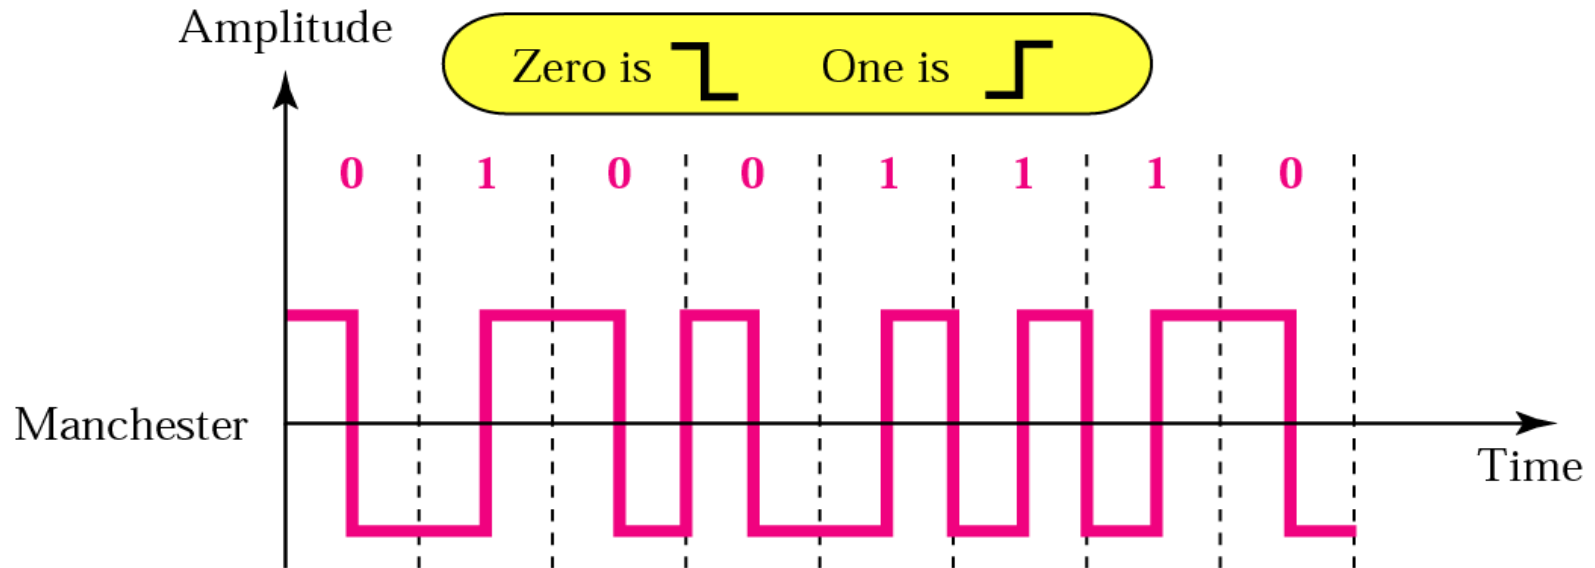 Amplitude
Zero is One is
0 1 0 0 1 1 1 0
Manchester
Time